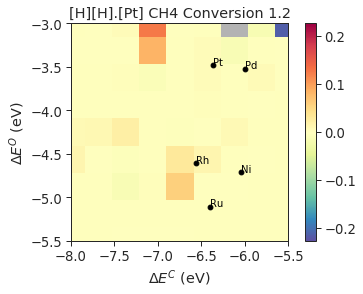 [H][H].[Pt] CH4 Conversion 1.2
−3.0
−3.5
−4.0
−4.5
−5.0
−5.5
ΔE^O (eV)
Pt
Pd
Rh
Ni
Ru
−8.0 −7.5 −7.0 −6.5 −6.0 −5.5
ΔE^C (eV)
0.2
0.1
0.0
−0.1
−0.2